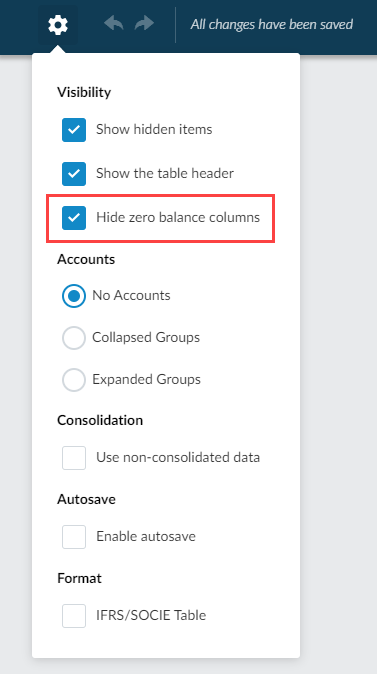 All changes have been saved
Visibility
Show hidden items
Show the table header
Hide zero balance columns
Accounts
No Accounts
Collapsed Groups
Expanded Groups
Consolidation
Use non-consolidated data
Autosave
Enable autosave
Format
IFRS/SOCIE Table